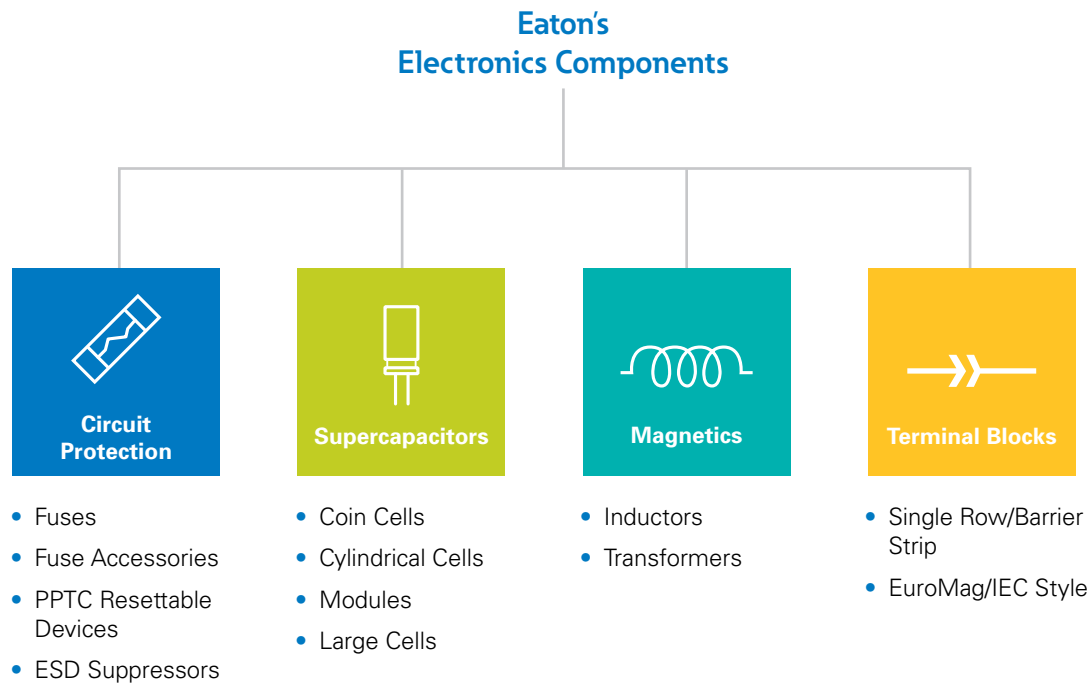 Eaton's
Electronics Components
Circuit
Protection
Supercapacitors
Magnetics
Terminal Blocks
• Fuses
• Fuse Accessories
• PPTC Resettable
Devices
• ESD Suppressors
• Coin Cells
• Cylindrical Cells
• Modules
• Large Cells
• Inductors
• Transformers
• Single Row/Barrier
Strip
• EuroMag/IEC Style